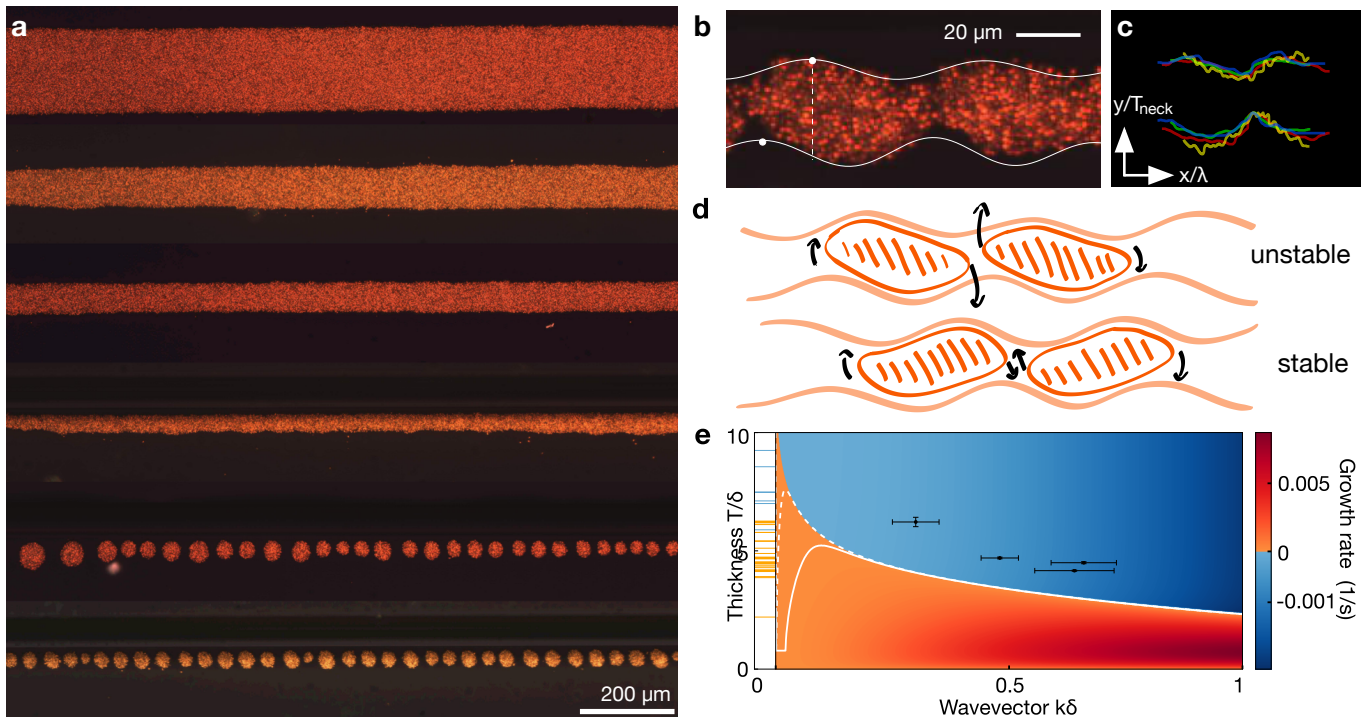 a
200 µm
b
20 µm
c
y/Tneck
x/λ
d
unstable
stable
e
10
5
0
Thickness T/δ
0
0.5
1
Wavevector kδ
0.005
0
-0.001
Growth rate (1/s)